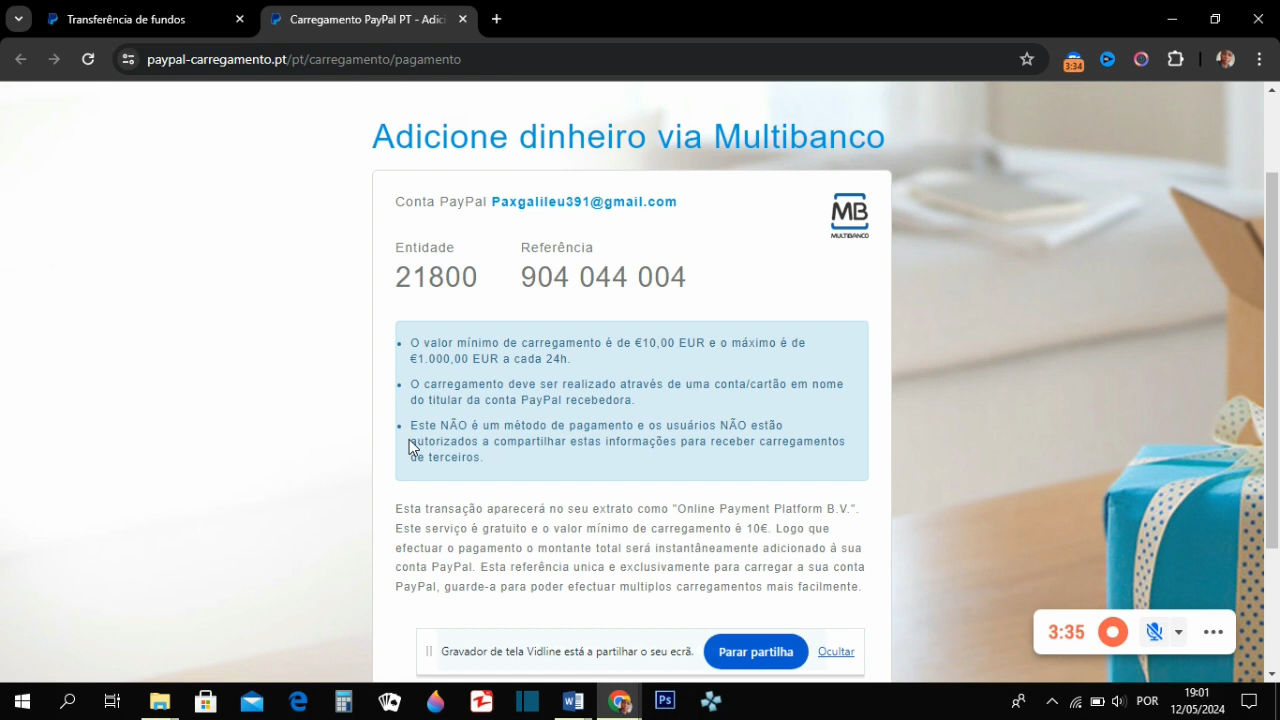 Transferência de fundos
Carregamento PayPal PT - Adic
paypal-carregamento.pt/pt/carregamento/pagamento
3:34
Adicione dinheiro via Multibanco
Conta PayPal Paxgalileu391@gmail.com
MB
MULTIBANCO
Entidade Referência
21800 904 044 004
O valor mínimo de carregamento é de €10,00 EUR e o máximo é de
€1.000,00 EUR a cada 24h.
O carregamento deve ser realizado através de uma conta/cartão em nome
do titular da conta PayPal recebedora.
Este NÃO é um método de pagamento e os usuários NÃO estão
autorizados a compartilhar estas informações para receber carregamentos
de terceiros.
Esta transação aparecerá no seu extrato como "Online Payment Platform B.V.".
Este serviço é gratuito e o valor mínimo de carregamento é 10€. Logo que
efectuar o pagamento o montante total será instantâneamente adicionado à sua
conta PayPal. Esta referência unica e exclusivamente para carregar a sua conta
PayPal, guarde-a para poder efectuar multiplos carregamentos mais facilmente.
3:35
Gravador de tela Vidline está a partilhar o seu ecrã.
Parar partilha
Ocultar
Ps
POR
19:01
12/05/2024